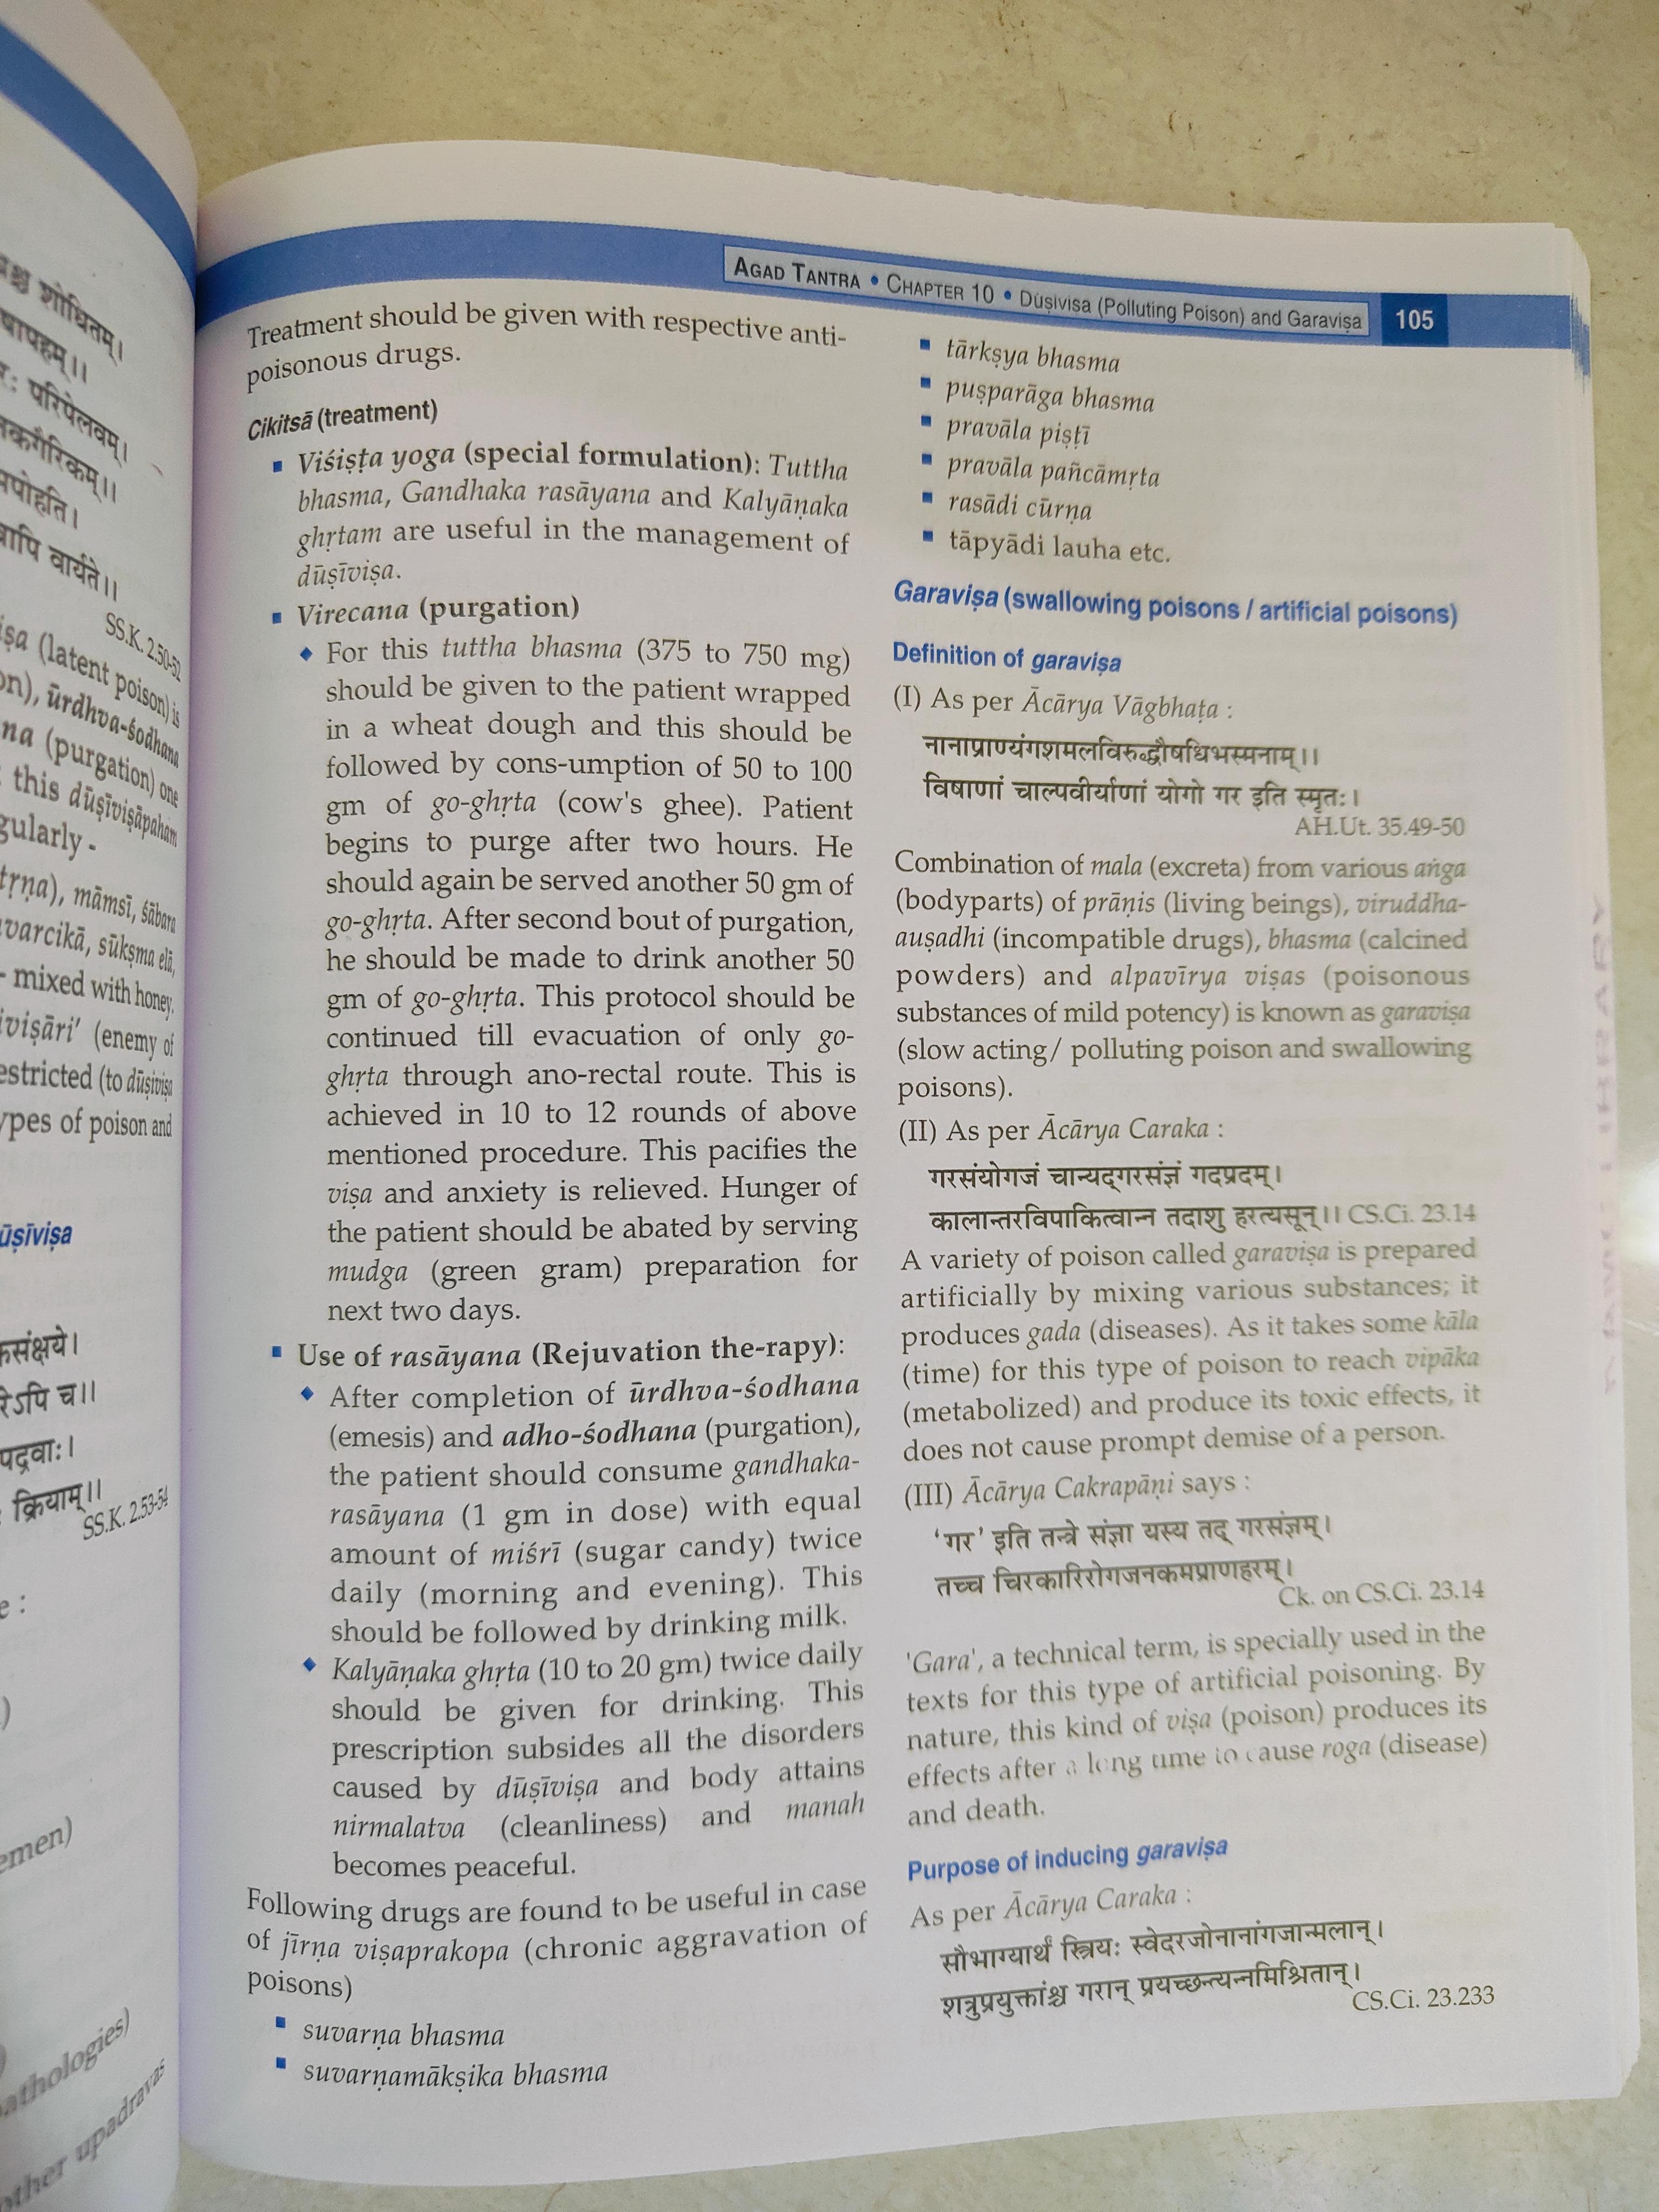 श्च शोधितम्।
षापहम्।।
रः परिपेलवम्।
तकगैरिकम्।।
मपोहति।
वापि वार्यते।।
SS.K. 2.50-52
iṣa (latent poison) is
on), ūrdhva-śodhana
na (purgation) one
this dūṣīviṣāpaham
gularly -
tṛṇa), māmsī, śābara
varcikā, sūkṣma elā,
- mixed with honey.
iviṣāri' (enemy of
estricted (to dūṣīviṣa
ypes of poison and
ūṣīviṣa
कसंक्षये।
रेऽपि च।।
पद्रवाः।
क्रियाम्।।
SS.K. 2.53-54
e :
)
emen)
)
pathologies)
other upadravas
AGAD TANTRA • CHAPTER 10 • Dūṣīviṣa (Polluting Poison) and Garaviṣa 105
Treatment should be given with respective anti-
poisonous drugs.
Cikitsā (treatment)
▪ Viśiṣṭa yoga (special formulation): Tuttha
bhasma, Gandhaka rasāyana and Kalyāṇaka
ghṛtam are useful in the management of
dūṣīviṣa.
▪ Virecana (purgation)
◆ For this tuttha bhasma (375 to 750 mg)
should be given to the patient wrapped
in a wheat dough and this should be
followed by cons-umption of 50 to 100
gm of go-ghṛta (cow's ghee). Patient
begins to purge after two hours. He
should again be served another 50 gm of
go-ghṛta. After second bout of purgation,
he should be made to drink another 50
gm of go-ghṛta. This protocol should be
continued till evacuation of only go-
ghṛta through ano-rectal route. This is
achieved in 10 to 12 rounds of above
mentioned procedure. This pacifies the
viṣa and anxiety is relieved. Hunger of
the patient should be abated by serving
mudga (green gram) preparation for
next two days.
▪ Use of rasāyana (Rejuvation the-rapy):
◆ After completion of ūrdhva-śodhana
(emesis) and adho-śodhana (purgation),
the patient should consume gandhaka-
rasāyana (1 gm in dose) with equal
amount of miśrī (sugar candy) twice
daily (morning and evening). This
should be followed by drinking milk.
◆ Kalyāṇaka ghṛta (10 to 20 gm) twice daily
should be given for drinking. This
prescription subsides all the disorders
caused by dūṣīviṣa and body attains
nirmalatva (cleanliness) and manah
becomes peaceful.
Following drugs are found to be useful in case
of jīrṇa viṣaprakopa (chronic aggravation of
poisons)
▪ suvarṇa bhasma
▪ suvarṇamākṣika bhasma
▪ tārkṣya bhasma
▪ puṣparāga bhasma
▪ pravāla piṣṭī
▪ pravāla pañcāmṛta
▪ rasādi cūrṇa
▪ tāpyādi lauha etc.
Garaviṣa (swallowing poisons / artificial poisons)
Definition of garaviṣa
(I) As per Ācārya Vāgbhaṭa :
नानाप्राण्यंगशमलविरुद्धौषधिभस्मनाम्।।
विषाणां चाल्पवीर्याणां योगो गर इति स्मृतः।
AH.Ut. 35.49-50
Combination of mala (excreta) from various aṅga
(bodyparts) of prāṇis (living beings), viruddha-
auṣadhi (incompatible drugs), bhasma (calcined
powders) and alpavīrya viṣas (poisonous
substances of mild potency) is known as garaviṣa
(slow acting/ polluting poison and swallowing
poisons).
(II) As per Ācārya Caraka :
गरसंयोगजं चान्यद्गरसंज्ञं गदप्रदम्।
कालान्तरविपाकित्वान्न तदाशु हरत्यसून्।। CS.Ci. 23.14
A variety of poison called garaviṣa is prepared
artificially by mixing various substances; it
produces gada (diseases). As it takes some kāla
(time) for this type of poison to reach vipāka
(metabolized) and produce its toxic effects, it
does not cause prompt demise of a person.
(III) Ācārya Cakrapāṇi says :
'गर' इति तन्त्रे संज्ञा यस्य तद् गरसंज्ञम्।
तच्च चिरकारिरोगजनकमप्राणहरम्।
Ck. on CS.Ci. 23.14
'Gara', a technical term, is specially used in the
texts for this type of artificial poisoning. By
nature, this kind of viṣa (poison) produces its
effects after a long time to cause roga (disease)
and death.
Purpose of inducing garaviṣa
As per Ācārya Caraka :
सौभाग्यार्थं स्त्रियः स्वेदरजोनानांगजान्मलान्।
शत्रुप्रयुक्तांश्च गरान् प्रयच्छन्त्यन्नमिश्रितान्।
CS.Ci. 23.233